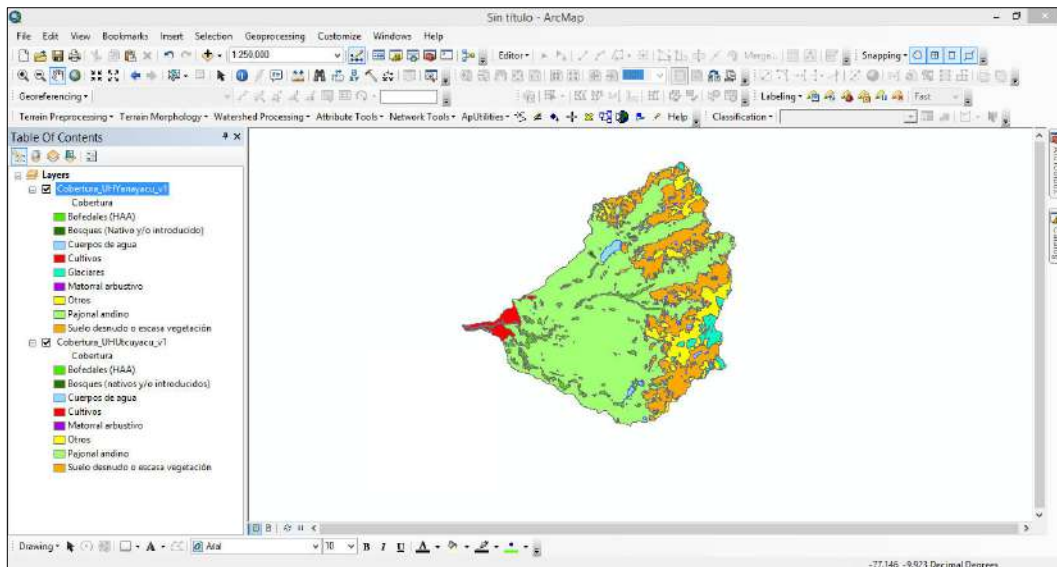 Sin título - ArcMap
File Edit View Bookmarks Insert Selection Geoprocessing Customize Windows Help
1:250,000 Editor Merge... Snapping
Georeferencing Labeling Fast
Terrain Preprocessing Terrain Morphology Watershed Processing Attribute Tools Network Tools ApUtilities Help Classification
Table Of Contents
Layers
Cobertura_UHYanayacu_v1
Cobertura
Bofedales (HAA)
Bosques (Nativo y/o introducido)
Cuerpos de agua
Cultivos
Glaciares
Matorral arbustivo
Otros
Pajonal andino
Suelo desnudo o escasa vegetación
Cobertura_UHUtcuyacu_v1
Cobertura
Bofedales (HAA)
Bosques (nativos y/o introducidos)
Cuerpos de agua
Cultivos
Matorral arbustivo
Otros
Pajonal andino
Suelo desnudo o escasa vegetación
Drawing A Arial 10 B I U A
-77.146 -9.923 Decimal Degrees